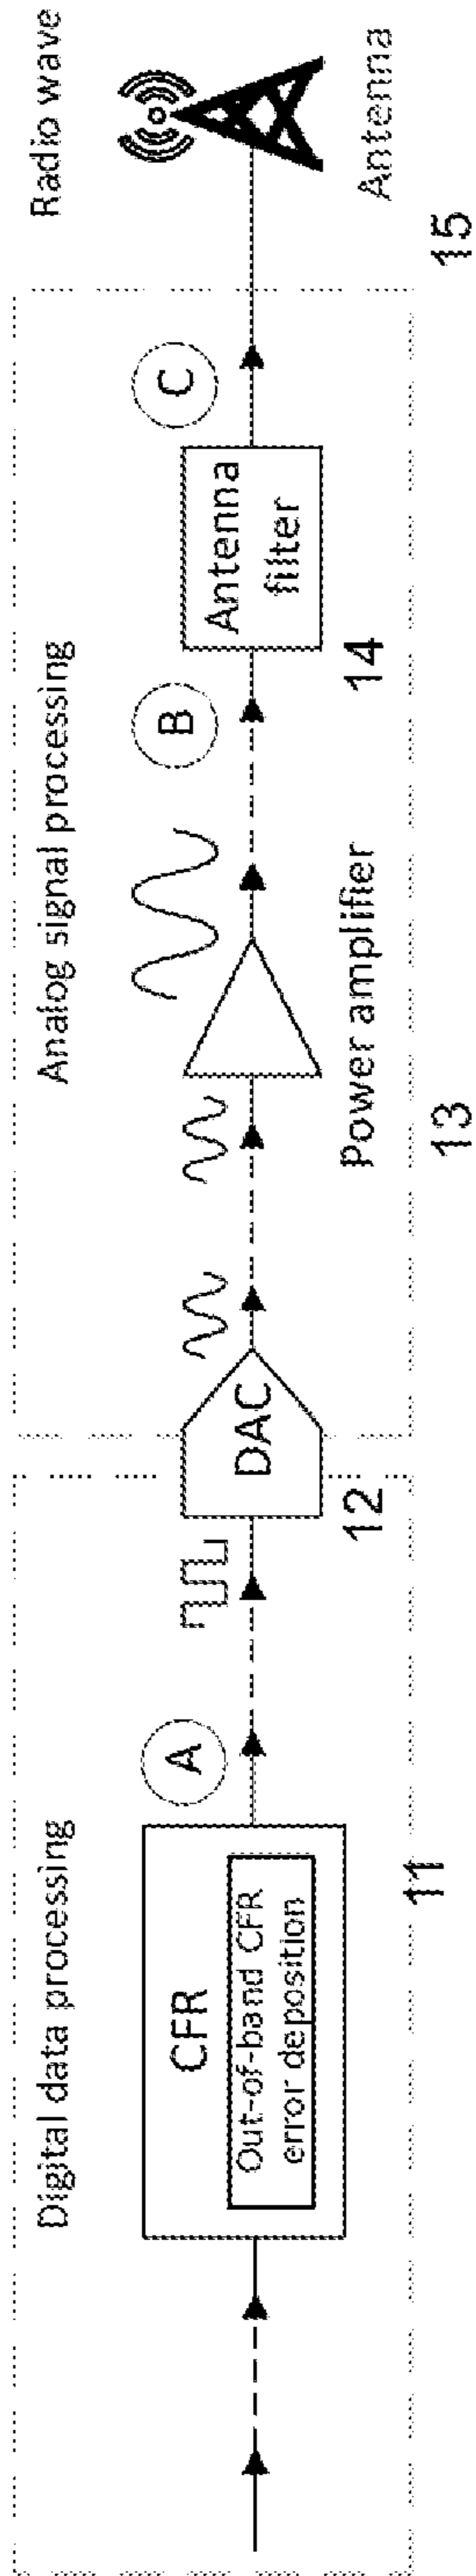 Digital data processing
Analog signal processing
Radio wave
CFR
Out-of-band CFR
error deposition
A
DAC
B
Antenna
filter
C
Power amplifier
Antenna
11
12
13
14
15